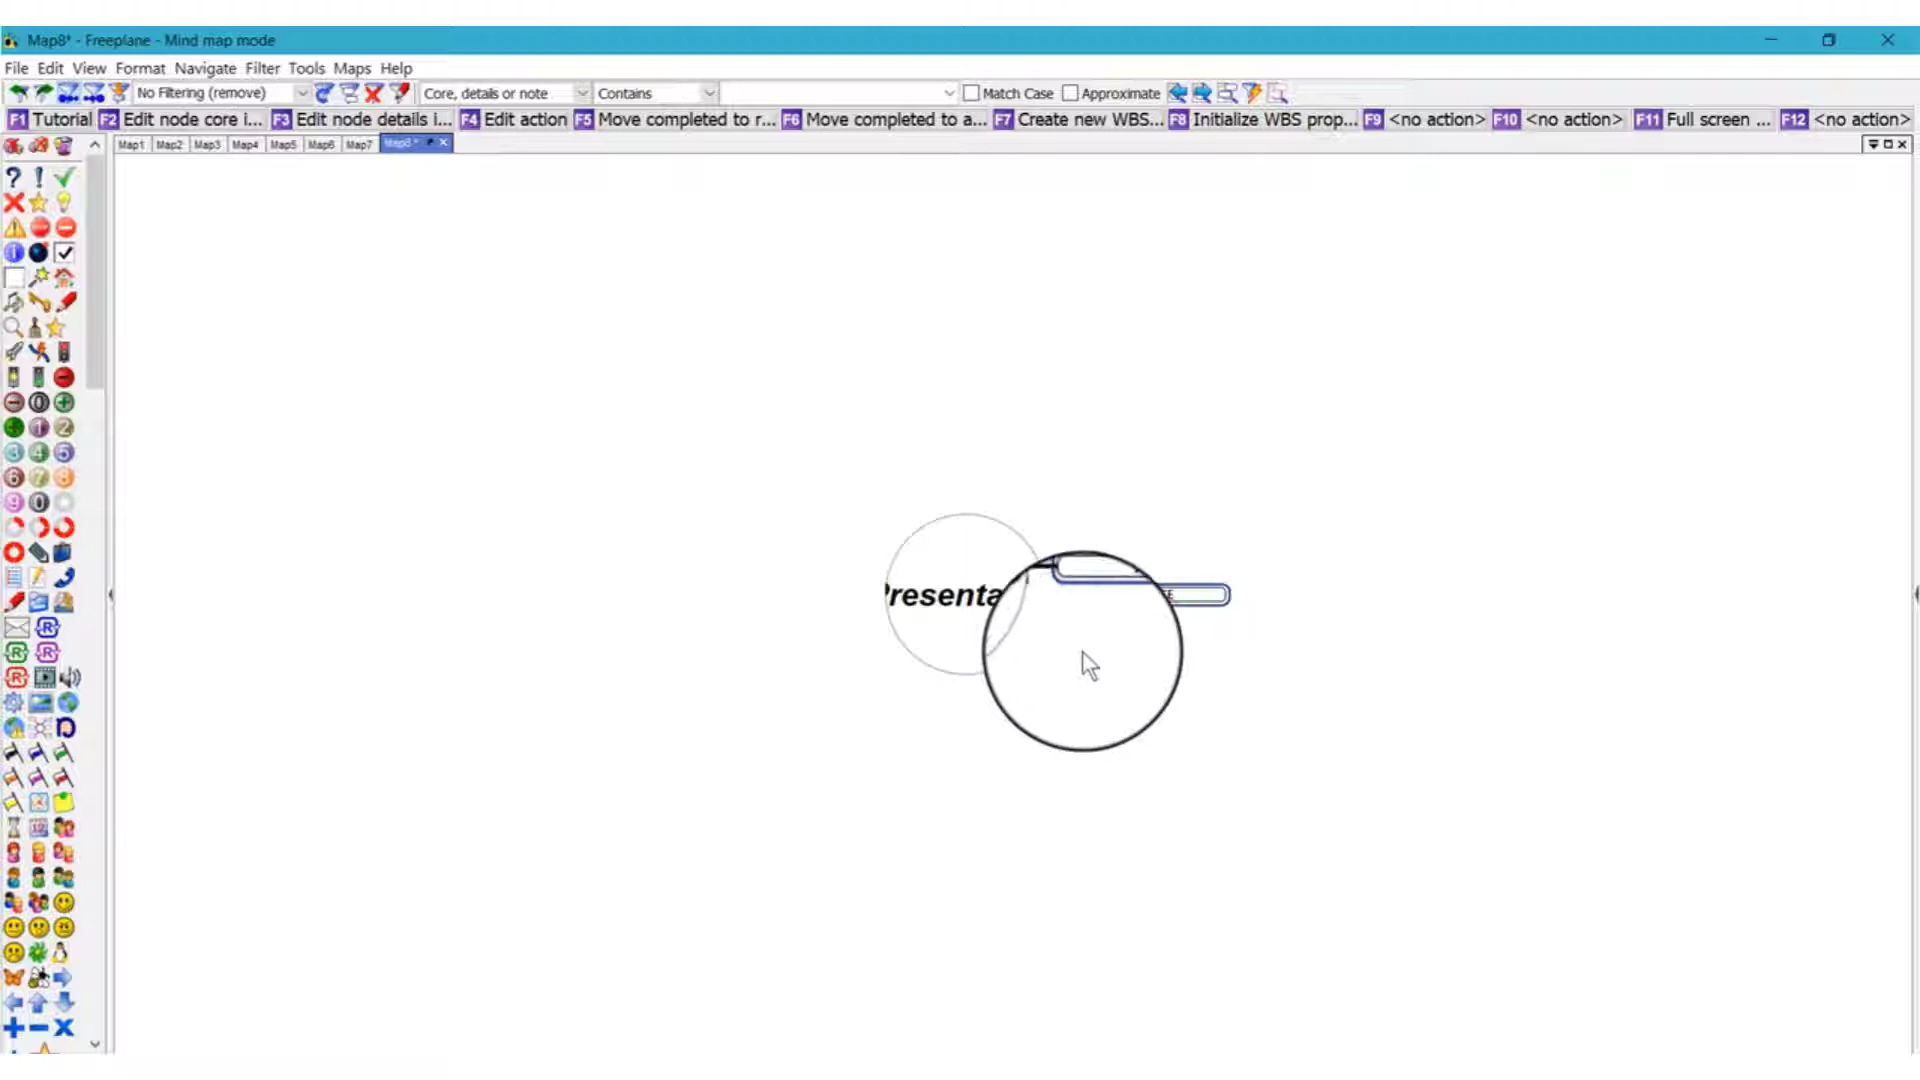 Map8* - Freeplane - Mind map mode
File Edit View Format Navigate Filter Tools Maps Help
No Filtering (remove) Core, details or note Contains Match Case Approximate
F1 Tutorial F2 Edit node core i... F3 Edit node details i... F4 Edit action F5 Move completed to r... F6 Move completed to a... F7 Create new WBS... F8 Initialize WBS prop... F9 <no action> F10 <no action> F11 Full screen ... F12 <no action>
Map1 Map2 Map3 Map4 Map5 Map6 Map7 Map8 *
Presenta